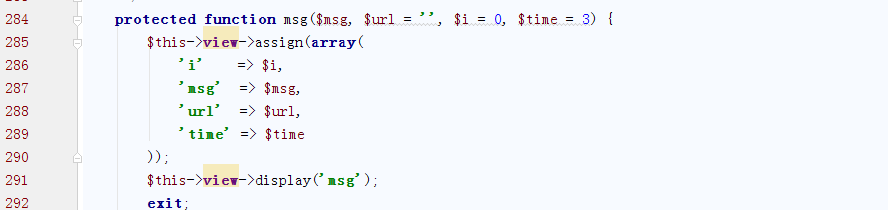 284 protected function msg($msg, $url = '', $i = 0, $time = 3) {
285 $this->view->assign(array(
286 'i' => $i,
287 'msg' => $msg,
288 'url' => $url,
289 'time' => $time
290 ));
291 $this->view->display('msg');
292 exit;